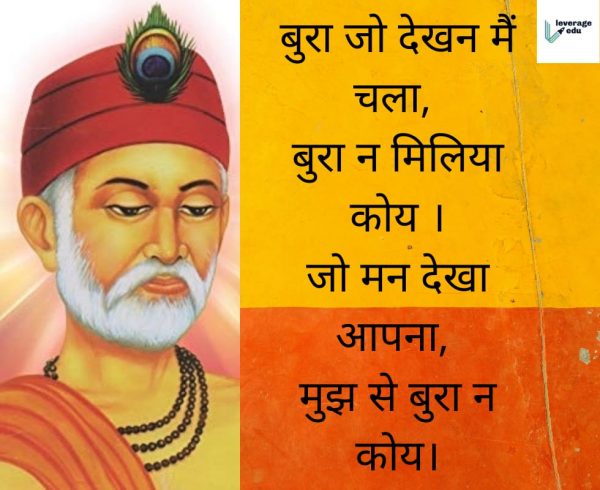 leverage
edu
बुरा जो देखन मैं
चला,
बुरा न मिलिया
कोय ।
जो मन देखा
आपना,
मुझ से बुरा न
कोय।